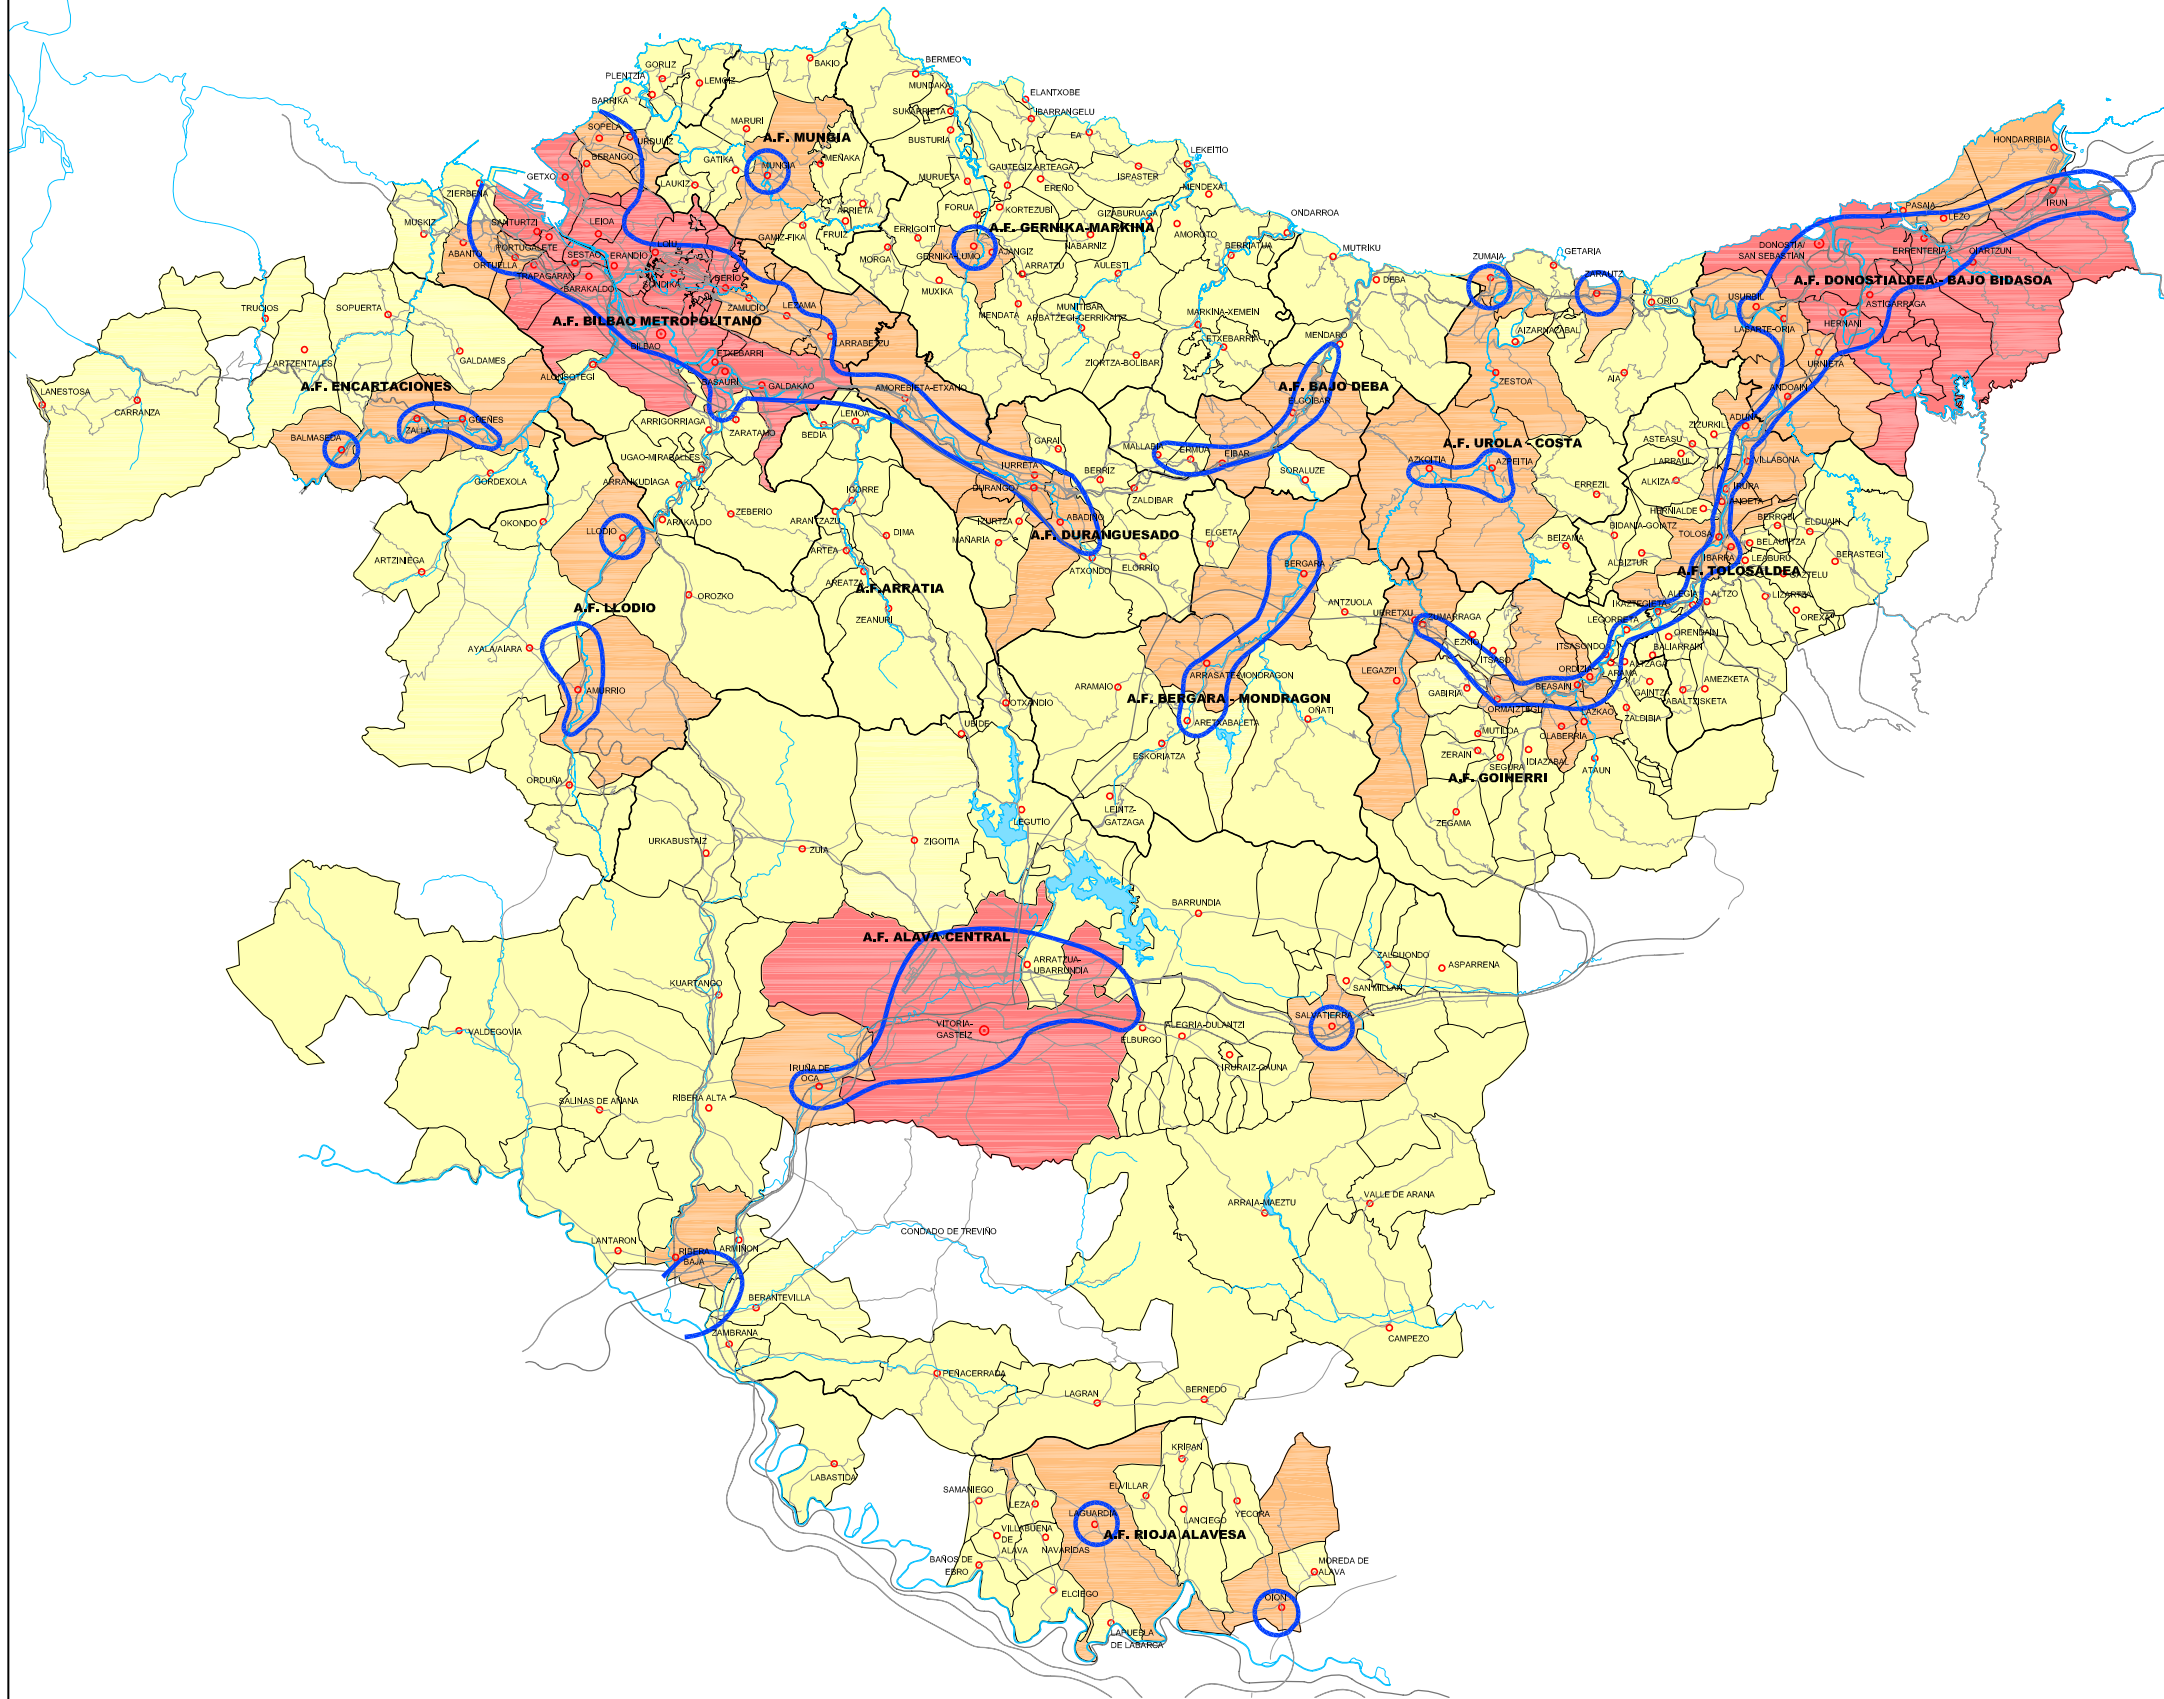 BAKIO
BERMEO
GORLIZ
PLENTZIA
LEMOIZ
MUNDAKA
ELANTXOBE
BARRIKA
SUKARRIETA
IBARRANGELU
SOPELA
MARURI
A.F. MUNGIA
EA
URDULIZ
BUSTURIA
HONDARRIBIA
BERANGO
GATIKA
MUNGIA
MEÑAKA
GAUTEGIZ ARTEAGA
LEKEITIO
ISPASTER
GETXO
LAUKIZ
MURUETA
EREÑO
MENDEXA
ZIERBENA
IRUN
PASAIA
LEZO
MUSKIZ
SANTURTZI
LEIOA
ARRIETA
FORUA
KORTEZUBI
GIZABURUAGA
ONDARROA
A.F. GERNIKA-MARKINA
FRUIZ
GAMIZ-FIKA
ERRIGOITI
AMOROTO
PORTUGALETE
LOIU
ABANTO
SESTAO
ERANDIO
MORGA
GERNIKA-LUMO
AJANGIZ
NABARNIZ
BERRIATUA
MUTRIKU
GETARIA
DONOSTIA/
SAN SEBASTIAN
ERRENTERIA
OIARTZUN
ORTUELLA
TRAPAGARAN
ZUMAIA
ARRATZU
AULESTI
DEBA
ZARAUTZ
A.F. DONOSTIALDEA - BAJO BIDASOA
DERIO
SONDIKA
BARAKALDO
MUXIKA
ORIO
USURBIL
ASTIGARRAGA
TRUCIOS
SOPUERTA
ZAMUDIO
LEZAMA
MENDATA
MUNITIBAR
ARBATZEGI-GERRIKAITZ
MARKINA-XEMEIN
HERNANI
A.F. BILBAO METROPOLITANO
AIZARNAZABAL
LASARTE-ORIA
BILBAO
LARRABETZU
ETXEBARRIA
MENDARO
ARTZENTALES
GALDAMES
ETXEBARRI
ZIORTZA-BOLIBAR
URNIETA
ALONSOTEGI
BASAURI
ZESTOA
AIA
A.F. ENCARTACIONES
GALDAKAO
AMOREBIETA-ETXANO
A.F. BAJO DEBA
ANDOAIN
LANESTOSA
CARRANZA
ELGOIBAR
ZALLA
GÜEÑES
ARRIGORRIAGA
ZARATAMO
LEMOA
BEDIA
ADUNA
ZIZURKIL
BALMASEDA
GARAI
MALLABIA
A.F. UROLA - COSTA
ASTEASU
LARRAUL
VILLABONA
UGAO-MIRABALLES
ERMUA
EIBAR
GORDEXOLA
IURRETA
BERRIZ
SORALUZE
AZKOITIA
AZPEITIA
ALKIZA
ARRANKUDIAGA
DURANGO
ZALDIBAR
ERREZIL
IRURA
ANOETA
IGORRE
ZEBERIO
ARANTZAZU
HERNIALDE
OKONDO
ARAKALDO
IZURTZA
ABADIÑO
BIDANIA-GOIATZ
BERROBI
ELDUAIN
LLODIO
DIMA
MAÑARIA
A.F. DURANGUESADO
ELGETA
BEIZAMA
TOLOSA
BELAUNTZA
ARTEA
IBARRA
LEABURU
BERASTEGI
ARTZINIEGA
ATXONDO
ELORRIO
BERGARA
ALBIZTUR
A.F. TOLOSALDEA
GAZTELU
AREATZA
A.F.ARRATIA
OROZKO
ALEGIA
ALTZO
LIZARTZA
A.F. LLODIO
ZEANURI
ANTZUOLA
URRETXU
ZUMARRAGA
IKAZTEGIETA
OREXA
LEGORRETA
EZKIO
ITSASO
ORENDAIN
AYALA/AIARA
ITSASONDO
BALIARRAIN
ARRASATE-MONDRAGON
LEGAZPI
ORDIZIA
ALTZAGA
ARAMA
AMURRIO
ARAMAIO
GABIRIA
BEASAIN
GAINTZA
AMEZKETA
ABALTZISKETA
A.F. BERGARA - MONDRAGON
OTXANDIO
ORMAIZTEGI
LAZKAO
ZALDIBIA
UBIDE
ARETXABALETA
OÑATI
MUTILOA
OLABERRIA
ESKORIATZA
ZERAIN
SEGURA
IDIAZABAL
ATAUN
ORDUÑA
A.F. GOIHERRI
LEGUTIO
LEINTZ-
GATZAGA
ZEGAMA
URKABUSTAIZ
ZUIA
ZIGOITIA
BARRUNDIA
A.F. ALAVA CENTRAL
ARRATZUA-
UBARRUNDIA
ZALDUONDO
ASPARRENA
KUARTANGO
SAN MILLAN
SALVATIERRA
VALDEGOVIA
VITORIA-
GASTEIZ
ALEGRIA-DULANTZI
ELBURGO
IRUÑA DE
OCA
IRURAIZ-GAUNA
SALINAS DE AÑANA
RIBERA ALTA
ARRAIA-MAEZTU
VALLE DE ARANA
LANTARON
RIBERA
BAJA
ARMIÑON
CONDADO DE TREVIÑO
BERANTEVILLA
ZAMBRANA
CAMPEZO
PEÑACERRADA
LAGRAN
BERNEDO
LABASTIDA
KRIPAN
SAMANIEGO
ELVILLAR
LEZA
LAGUARDIA
LANCIEGO
YECORA
VILLABUENA
DE
ALAVA
A.F. RIOJA ALAVESA
NAVARIDAS
BAÑOS DE
EBRO
MOREDA DE
ALAVA
ELCIEGO
OION
LAPUEBLA
DE LABARCA